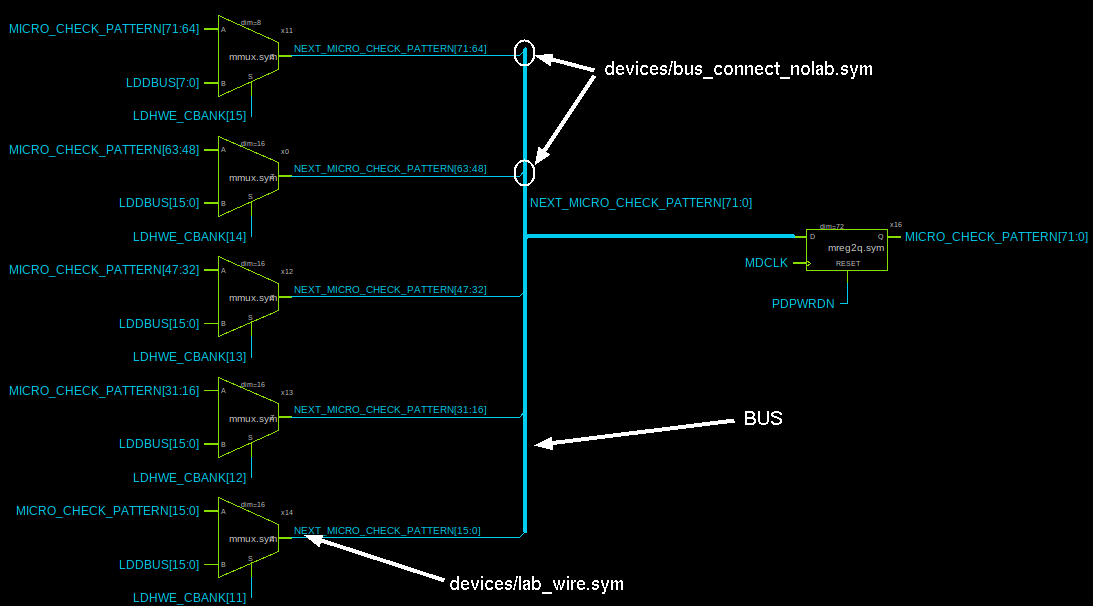 dim=8
x11
MICRO_CHECK_PATTERN[71:64]
A
NEXT_MICRO_CHECK_PATTERN[71:64]
mmux.sym
S
LDDBUS[7:0]
B
LDHWE_CBANK[15]
devices/bus_connect_nolab.sym
dim=16
x0
MICRO_CHECK_PATTERN[63:48]
A
NEXT_MICRO_CHECK_PATTERN[63:48]
mmux.sym
Z
S
LDDBUS[15:0]
B
LDHWE_CBANK[14]
NEXT_MICRO_CHECK_PATTERN[71:0]
dim=72
x16
D
Q
MICRO_CHECK_PATTERN[71:0]
mreg2q.sym
MDCLK
RESET
PDPWRDN
dim=16
x12
MICRO_CHECK_PATTERN[47:32]
A
NEXT_MICRO_CHECK_PATTERN[47:32]
mmux.sym
S
LDDBUS[15:0]
B
LDHWE_CBANK[13]
dim=16
x13
MICRO_CHECK_PATTERN[31:16]
A
NEXT_MICRO_CHECK_PATTERN[31:16]
mmux.sym
Z
S
LDDBUS[15:0]
B
LDHWE_CBANK[12]
BUS
dim=16
x14
MICRO_CHECK_PATTERN[15:0]
A
NEXT_MICRO_CHECK_PATTERN[15:0]
mmux.sym
S
LDDBUS[15:0]
B
LDHWE_CBANK[11]
devices/lab_wire.sym